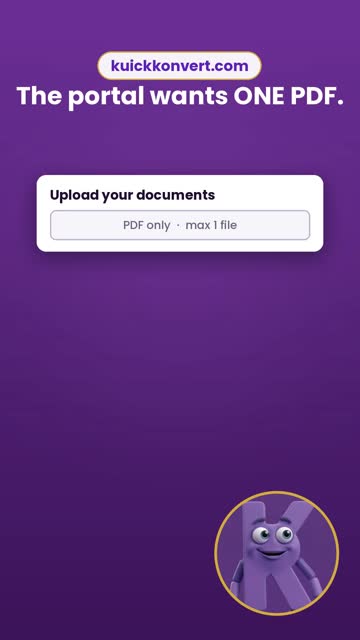 kuickkonvert.com
The portal wants ONE PDF.
Upload your documents
PDF only · max 1 file
K